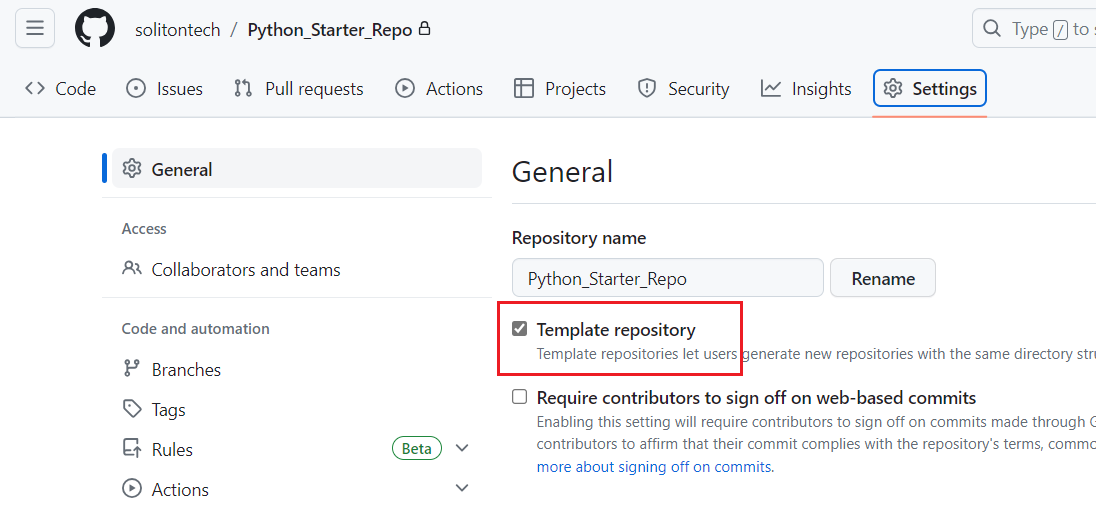 solitontech / Python_Starter_Repo
Type / to s
Code Issues Pull requests Actions Projects Security Insights Settings
General
Access
Collaborators and teams
Code and automation
Branches
Tags
Rules Beta
Actions
General
Repository name
Python_Starter_Repo Rename
Template repository
Template repositories let users generate new repositories with the same directory stru
Require contributors to sign off on web-based commits
Enabling this setting will require contributors to sign off on commits made through G
contributors to affirm that their commit complies with the repository's terms, commo
more about signing off on commits.